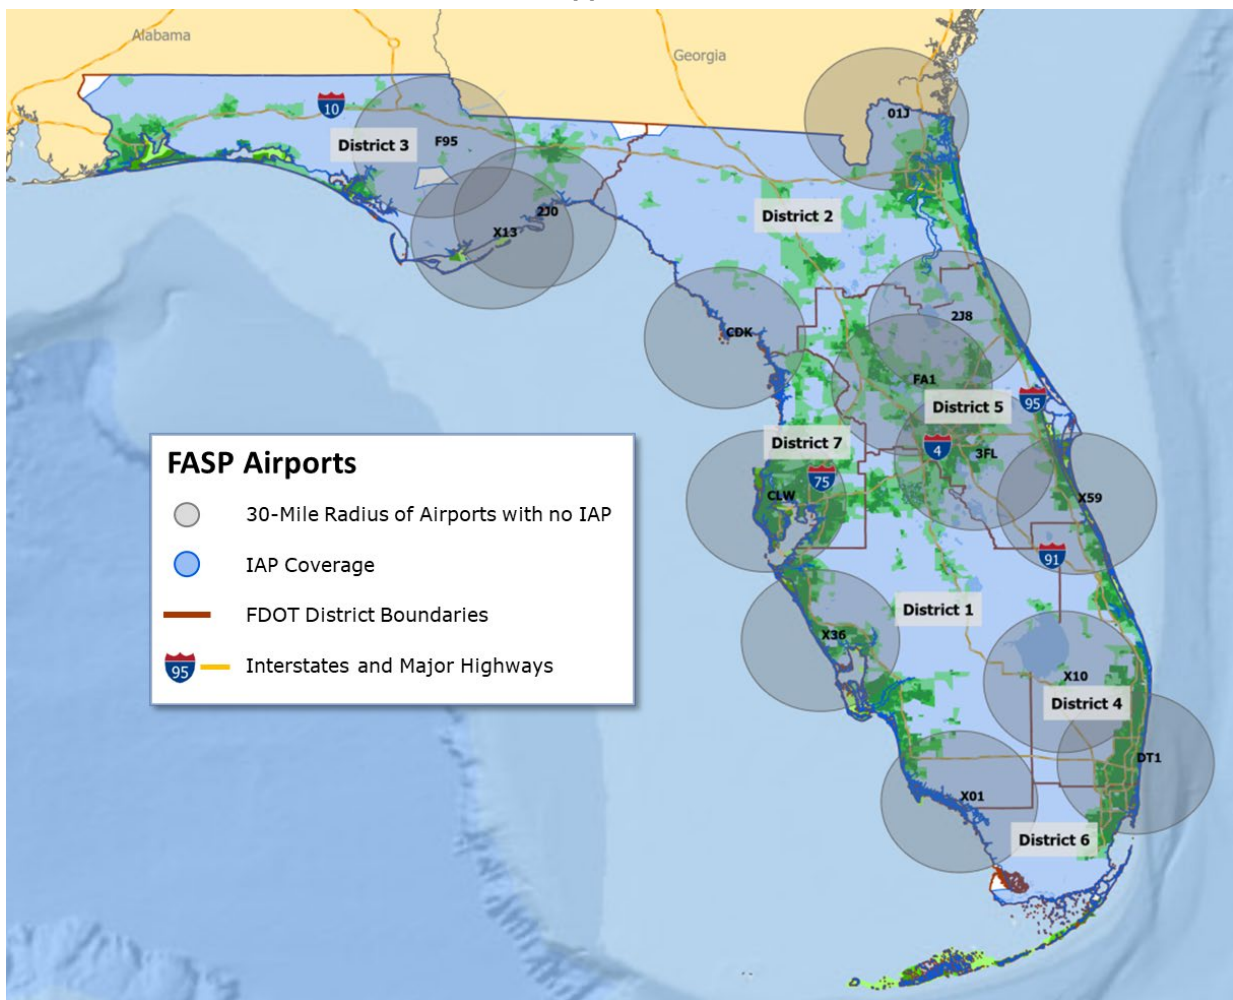 Alabama
Georgia
10
01J
District 3
F95
2J0
District 2
X13
2J8
CDK
FA1
95
District 5
District 7
4
3FL
75
CLW
X59
91
District 1
X36
X10
District 4
DT1
X01
District 6
FASP Airports
30-Mile Radius of Airports with no IAP
IAP Coverage
FDOT District Boundaries
95 Interstates and Major Highways